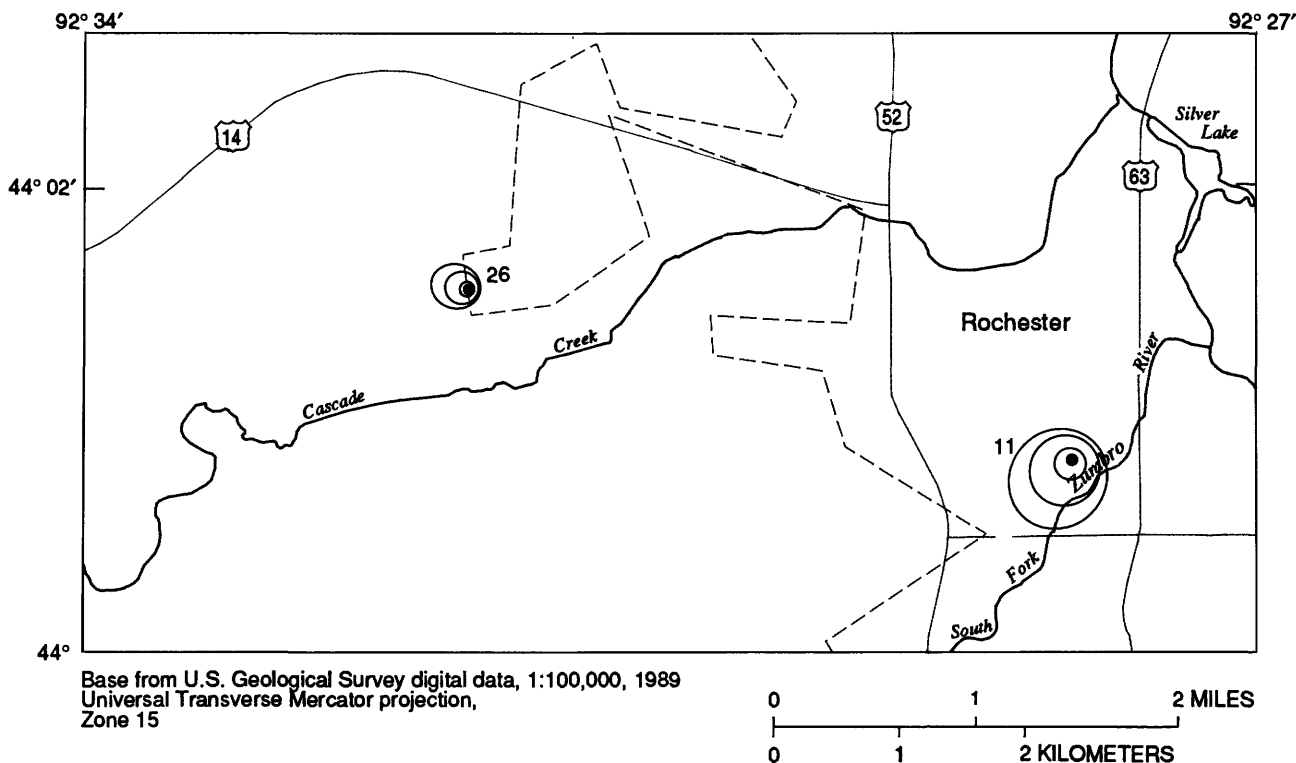 92° 34′ 92° 27′
14
52
Silver
Lake
63
44° 02′
26
Rochester
Creek
River
Cascade
11
Zumbro
Fork
South
44°
Base from U.S. Geological Survey digital data, 1:100,000, 1989
Universal Transverse Mercator projection,
Zone 15
0 1 2 MILES
0 1 2 KILOMETERS